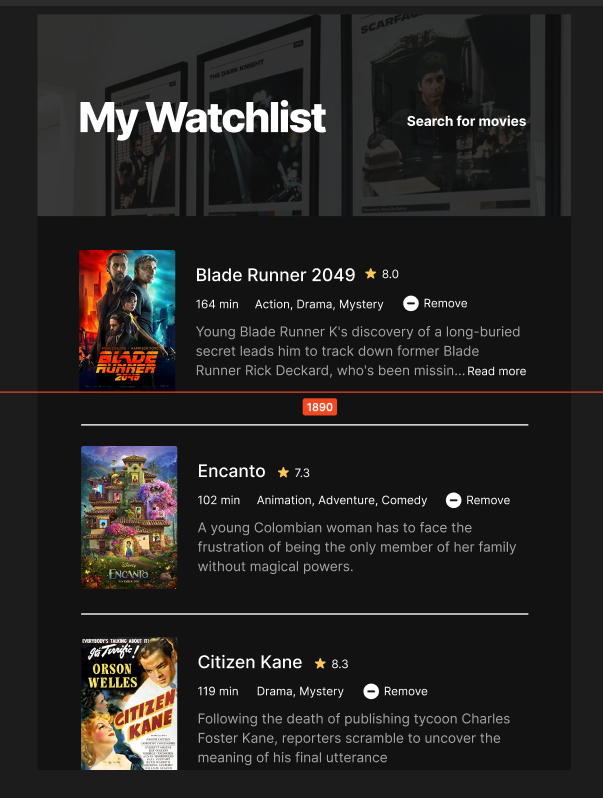 THE DARK KNIGHT
SCARFACE
My Watchlist
Search for movies
Blade Runner 2049
8.0
164 min
Action, Drama, Mystery
Remove
Young Blade Runner K's discovery of a long-buried
secret leads him to track down former Blade
Runner Rick Deckard, who's been missin...
Read more
BLADE
RUNNER
2049
1890
Encanto
7.3
102 min
Animation, Adventure, Comedy
Remove
A young Colombian woman has to face the
frustration of being the only member of her family
without magical powers.
Disney
ENCANTO
EVERYBODY'S TALKING ABOUT IT!
It's Terrific!
ORSON
WELLES
CITIZEN
KANE
Citizen Kane
8.3
119 min
Drama, Mystery
Remove
Following the death of publishing tycoon Charles
Foster Kane, reporters scramble to uncover the
meaning of his final utterance